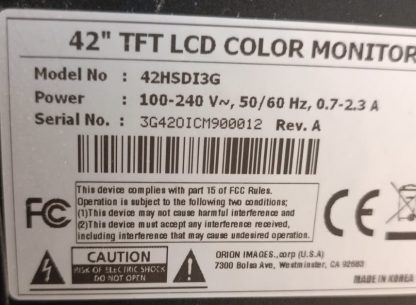 42" TFT LCD COLOR MONITOR
Model No : 42HSDI3G
Power : 100-240 V~, 50/60 Hz, 0.7-2.3 A
Serial No. : 3G420ICM900012 Rev. A
This device complies with part 15 of FCC Rules.
Operation is subject to the following two conditions;
(1)This device may not cause harmful interference and
(2)This device must accept any interference received,
including interference that may cause undesired operation.
FC
CE
CAUTION
RISK OF ELECTRIC SHOCK
DO NOT OPEN
ORION IMAGES.,corp (U.S.A)
7300 Bolsa Ave, Westminster, CA 92683
MADE IN KOREA